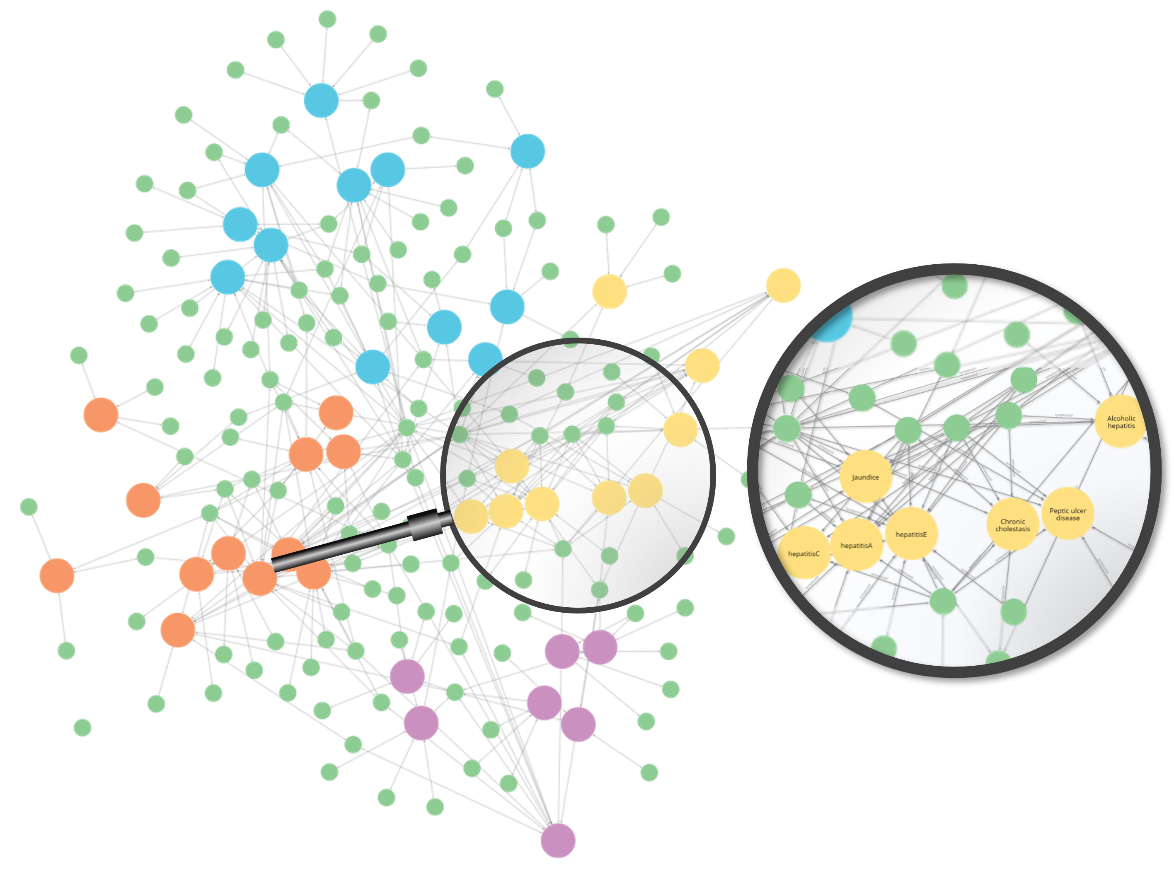 Alcoholic
hepatitis
Jaundice
Peptic ulcer
disease
Chronic
cholestasis
hepatitisE
hepatitisA
hepatitisC